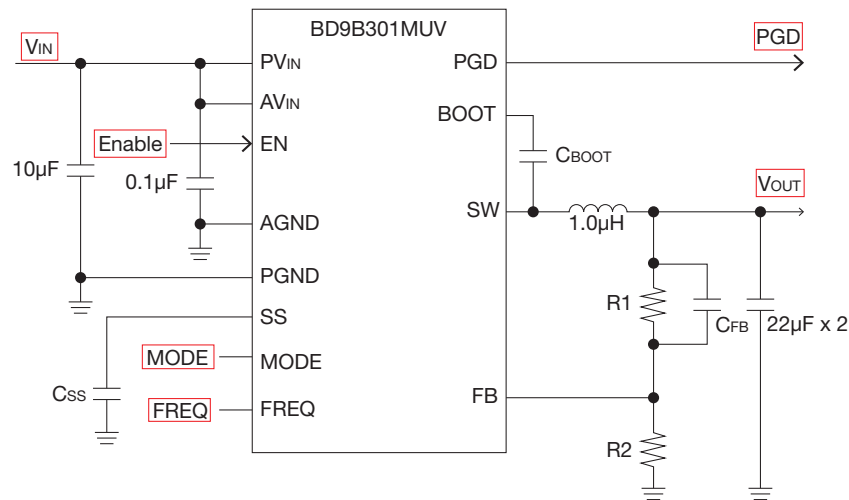 BD9B301MUV
VIN
PVIN
PGD
PGD
AVIN
BOOT
Enable
EN
CBOOT
10µF
0.1µF
VOUT
SW
AGND
1.0µH
PGND
R1
CFB
22µF x 2
SS
MODE
MODE
CSS
FREQ
FREQ
FB
R2